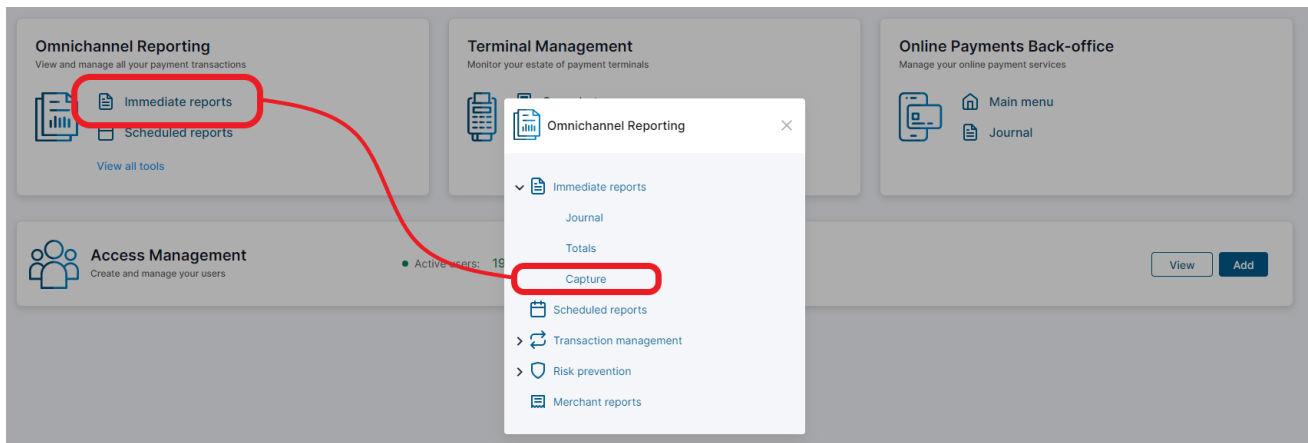 Omnichannel Reporting
View and manage all your payment transactions
Immediate reports
Scheduled reports
View all tools
Terminal Management
Monitor your estate of payment terminals
Online Payments Back-office
Manage your online payment services
Main menu
Journal
Access Management
Create and manage your users
Active users: 19
View
Add
Omnichannel Reporting
Immediate reports
Journal
Totals
Capture
Scheduled reports
Transaction management
Risk prevention
Merchant reports